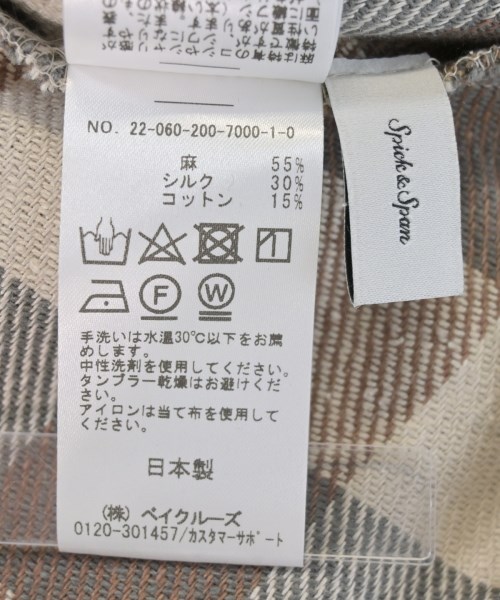 NO. 22-060-200-7000-1-0
麻 55%
シルク 30%
コットン 15%
手洗いは水温30℃以下をお薦
めします。
中性洗剤を使用してください。
タンブラー乾燥はお避けくださ
い。
アイロンは当て布を使用して
ください。
日本製
(株) ベイクルーズ
0120-301457/カスタマーサポート
Spick&Span